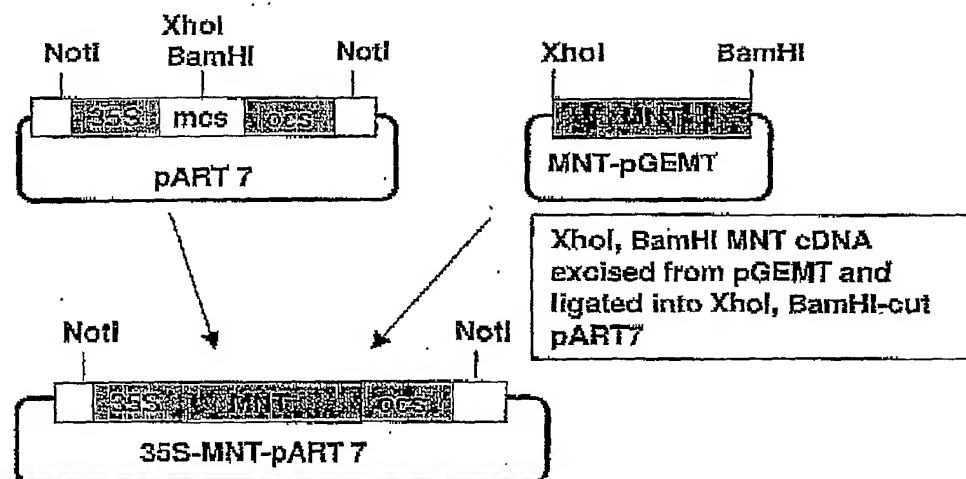 XhoI
NotI BamHI NotI
35S mcs ocs
pART 7
XhoI BamHI
MNT
MNT-pGEMT
XhoI, BamHI MNT cDNA
excised from pGEMT and
ligated into XhoI, BamHI-cut
pART7
NotI NotI
35S MNT ocs
35S-MNT-pART 7